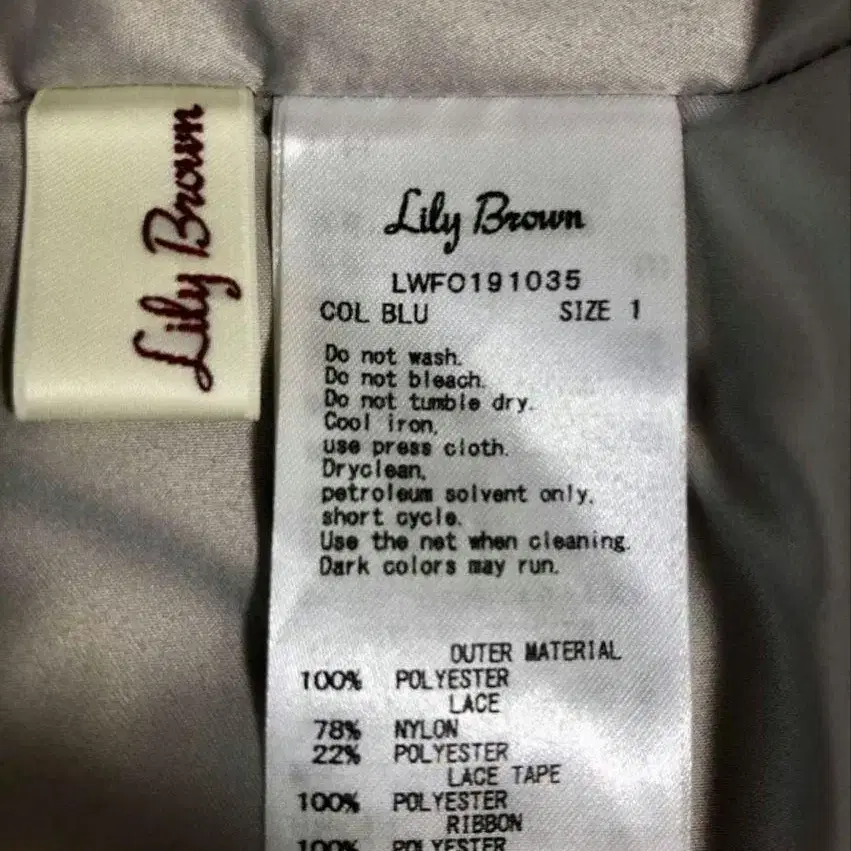 Lily Brown
Lily Brown
LWFO191035
COL BLU SIZE 1
Do not wash.
Do not bleach.
Do not tumble dry.
Cool iron,
use press cloth.
Dryclean,
petroleum solvent only,
short cycle.
Use the net when cleaning.
Dark colors may run.
OUTER MATERIAL
100% POLYESTER
LACE
78% NYLON
22% POLYESTER
LACE TAPE
100% POLYESTER
RIBBON
100% POLYESTER